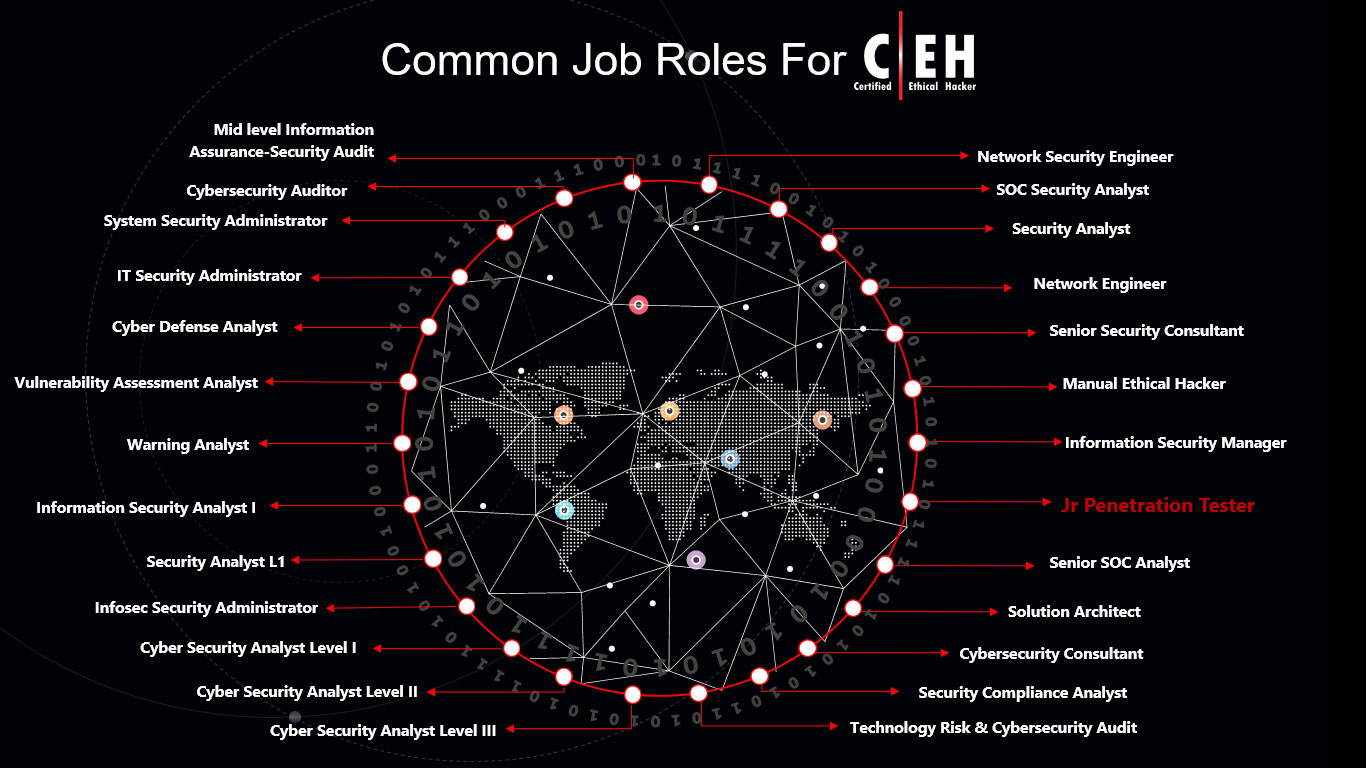 Common Job Roles For C|EH
Certified Ethical Hacker
Mid level Information
Assurance-Security Audit
Cybersecurity Auditor
System Security Administrator
IT Security Administrator
Cyber Defense Analyst
Vulnerability Assessment Analyst
Warning Analyst
Information Security Analyst I
Security Analyst L1
Infosec Security Administrator
Cyber Security Analyst Level I
Cyber Security Analyst Level II
Cyber Security Analyst Level III
Network Security Engineer
SOC Security Analyst
Security Analyst
Network Engineer
Senior Security Consultant
Manual Ethical Hacker
Information Security Manager
Jr Penetration Tester
Senior SOC Analyst
Solution Architect
Cybersecurity Consultant
Security Compliance Analyst
Technology Risk & Cybersecurity Audit